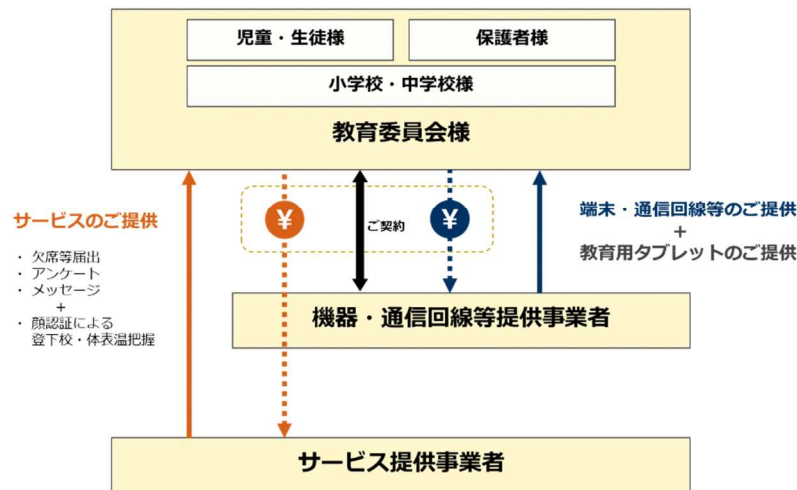 児童・生徒様
保護者様
小学校・中学校様
教育委員会様
サービスのご提供
・ 欠席等届出
・ アンケート
・ メッセージ
+
・ 顔認証による
登下校・体表温把握
¥
ご契約
¥
端末・通信回線等のご提供
+
教育用タブレットのご提供
機器・通信回線等提供事業者
サービス提供事業者